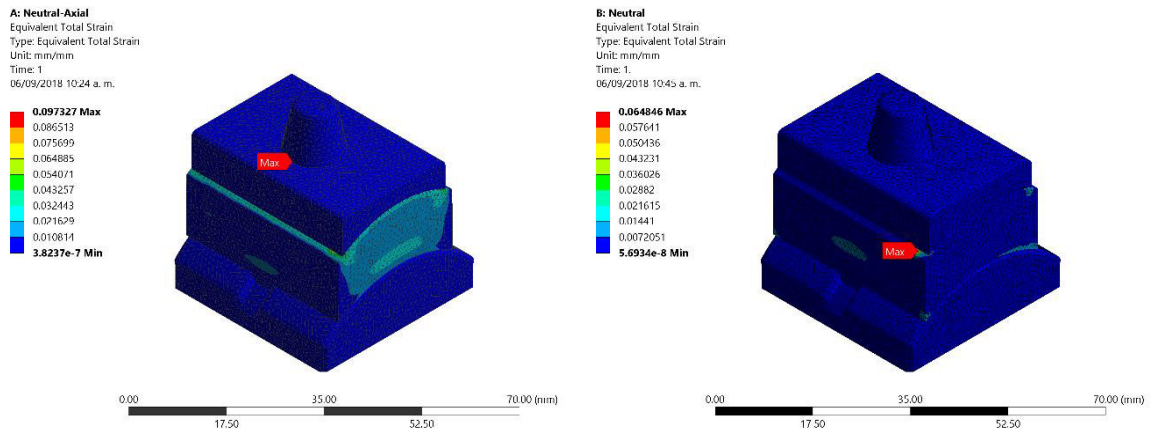 A: Neutral-Axial
Equivalent Total Strain
Type: Equivalent Total Strain
Unit: mm/mm
Time: 1
06/09/2018 10:24 a. m.
0.097327 Max
0.086513
0.075699
0.064885
0.054071
0.043257
0.032443
0.021629
0.010814
3.8237e-7 Min
Max
0.00
35.00
70.00 (mm)
17.50
52.50
B: Neutral
Equivalent Total Strain
Type: Equivalent Total Strain
Unit: mm/mm
Time: 1.
06/09/2018 10:45 a. m.
0.064846 Max
0.057641
0.050436
0.043231
0.036026
0.02882
0.021615
0.01441
0.0072051
5.6934e-8 Min
Max
0.00
35.00
70.00 (mm)
17.50
52.50